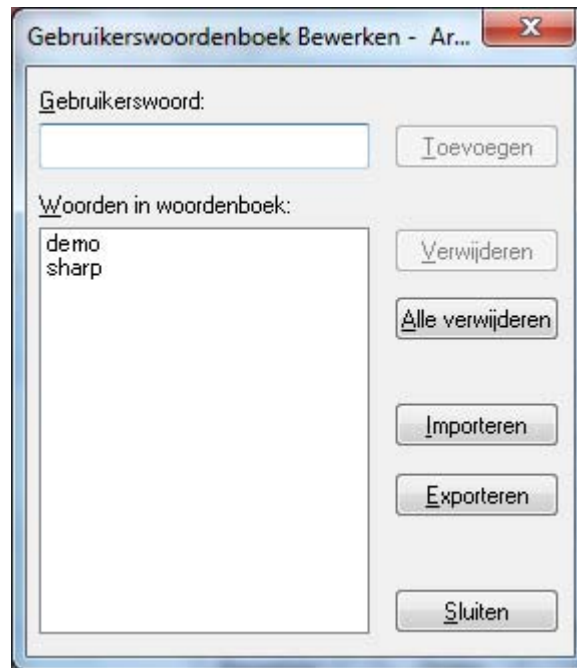 Gebruikerswoordenboek Bewerken - Ar...
Gebruikerswoord:
Toevoegen
Woorden in woordenboek:
demo
sharp
Verwijderen
Alle verwijderen
Importeren
Exporteren
Sluiten